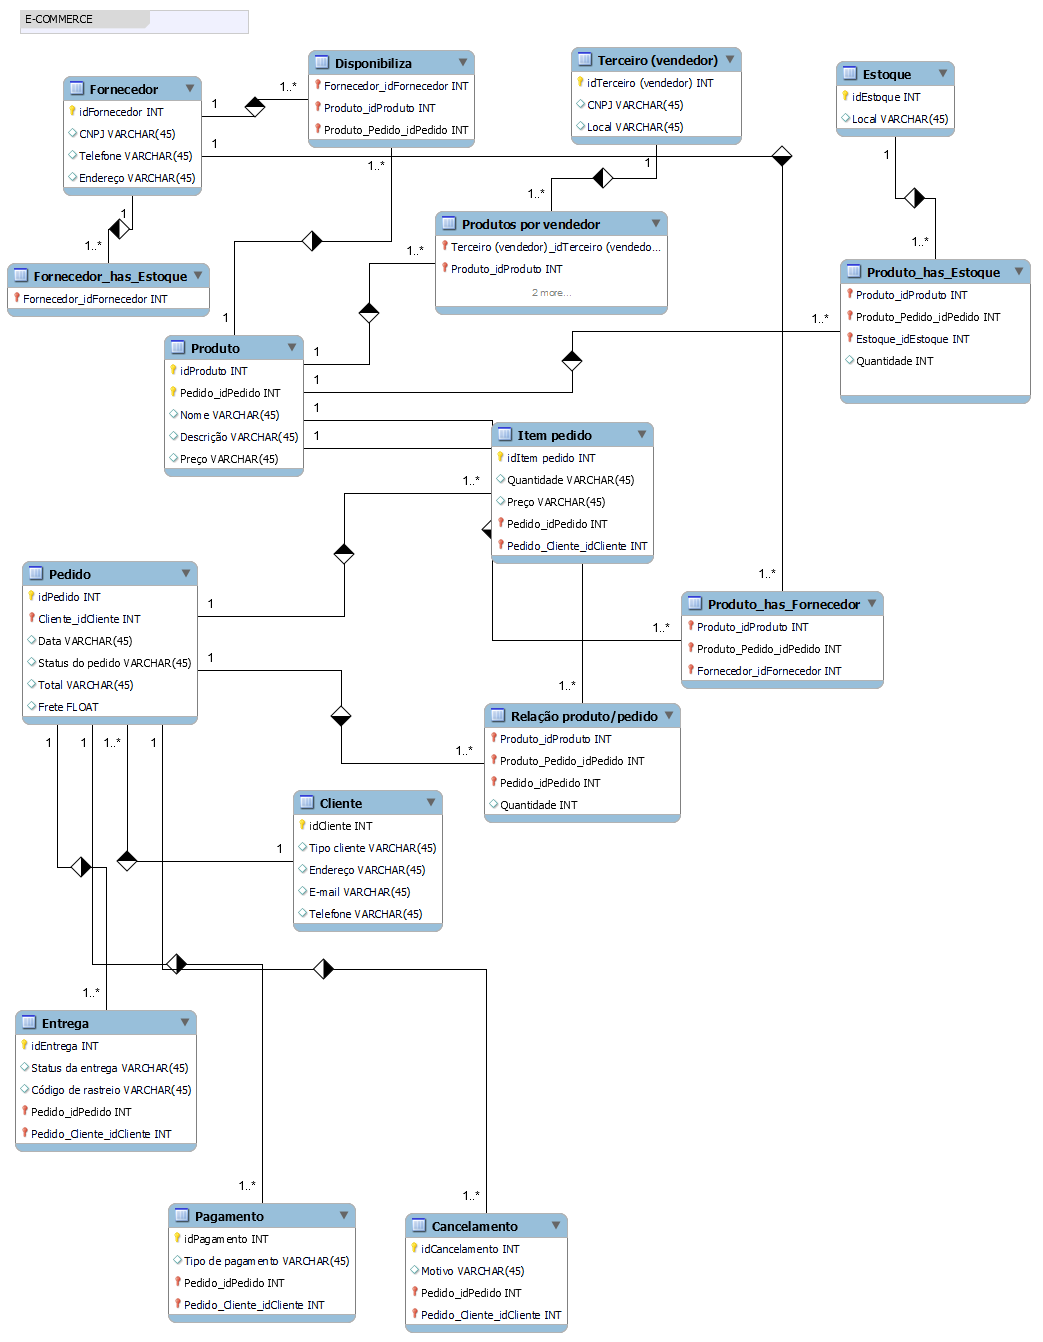 E-COMMERCE
Fornecedor
idFornecedor INT
CNPJ VARCHAR(45)
Telefone VARCHAR(45)
Endereço VARCHAR(45)
1
1..*
1
1
1..*
Disponibiliza
Fornecedor_idFornecedor INT
Produto_idProduto INT
Produto_Pedido_idPedido INT
1..*
Terceiro (vendedor)
idTerceiro (vendedor) INT
CNPJ VARCHAR(45)
Local VARCHAR(45)
1
1..*
Estoque
idEstoque INT
Local VARCHAR(45)
1
1..*
Fornecedor_has_Estoque
Fornecedor_idFornecedor INT
Produtos por vendedor
Terceiro (vendedor) _idTerceiro (vendedo...
Produto_idProduto INT
2 more...
1..*
Produto_has_Estoque
Produto_idProduto INT
Produto_Pedido_idPedido INT
Estoque_idEstoque INT
Quantidade INT
1..*
1
Produto
idProduto INT
Pedido_idPedido INT
Nome VARCHAR(45)
Descrição VARCHAR(45)
Preço VARCHAR(45)
1
1
1
1
Item pedido
idItem pedido INT
Quantidade VARCHAR(45)
Preço VARCHAR(45)
Pedido_idPedido INT
Pedido_Cliente_idCliente INT
1..*
Pedido
idPedido INT
Cliente_idCliente INT
Data VARCHAR(45)
Status do pedido VARCHAR(45)
Total VARCHAR(45)
Frete FLOAT
1
1
1..*
1..*
Produto_has_Fornecedor
Produto_idProduto INT
Produto_Pedido_idPedido INT
Fornecedor_idFornecedor INT
1..*
Relação produto/pedido
Produto_idProduto INT
Produto_Pedido_idPedido INT
Pedido_idPedido INT
Quantidade INT
1..*
1
1
1..*
1
Cliente
idCliente INT
Tipo cliente VARCHAR(45)
Endereço VARCHAR(45)
E-mail VARCHAR(45)
Telefone VARCHAR(45)
1
1..*
Entrega
idEntrega INT
Status da entrega VARCHAR(45)
Código de rastreio VARCHAR(45)
Pedido_idPedido INT
Pedido_Cliente_idCliente INT
1..*
Pagamento
idPagamento INT
Tipo de pagamento VARCHAR(45)
Pedido_idPedido INT
Pedido_Cliente_idCliente INT
1..*
Cancelamento
idCancelamento INT
Motivo VARCHAR(45)
Pedido_idPedido INT
Pedido_Cliente_idCliente INT